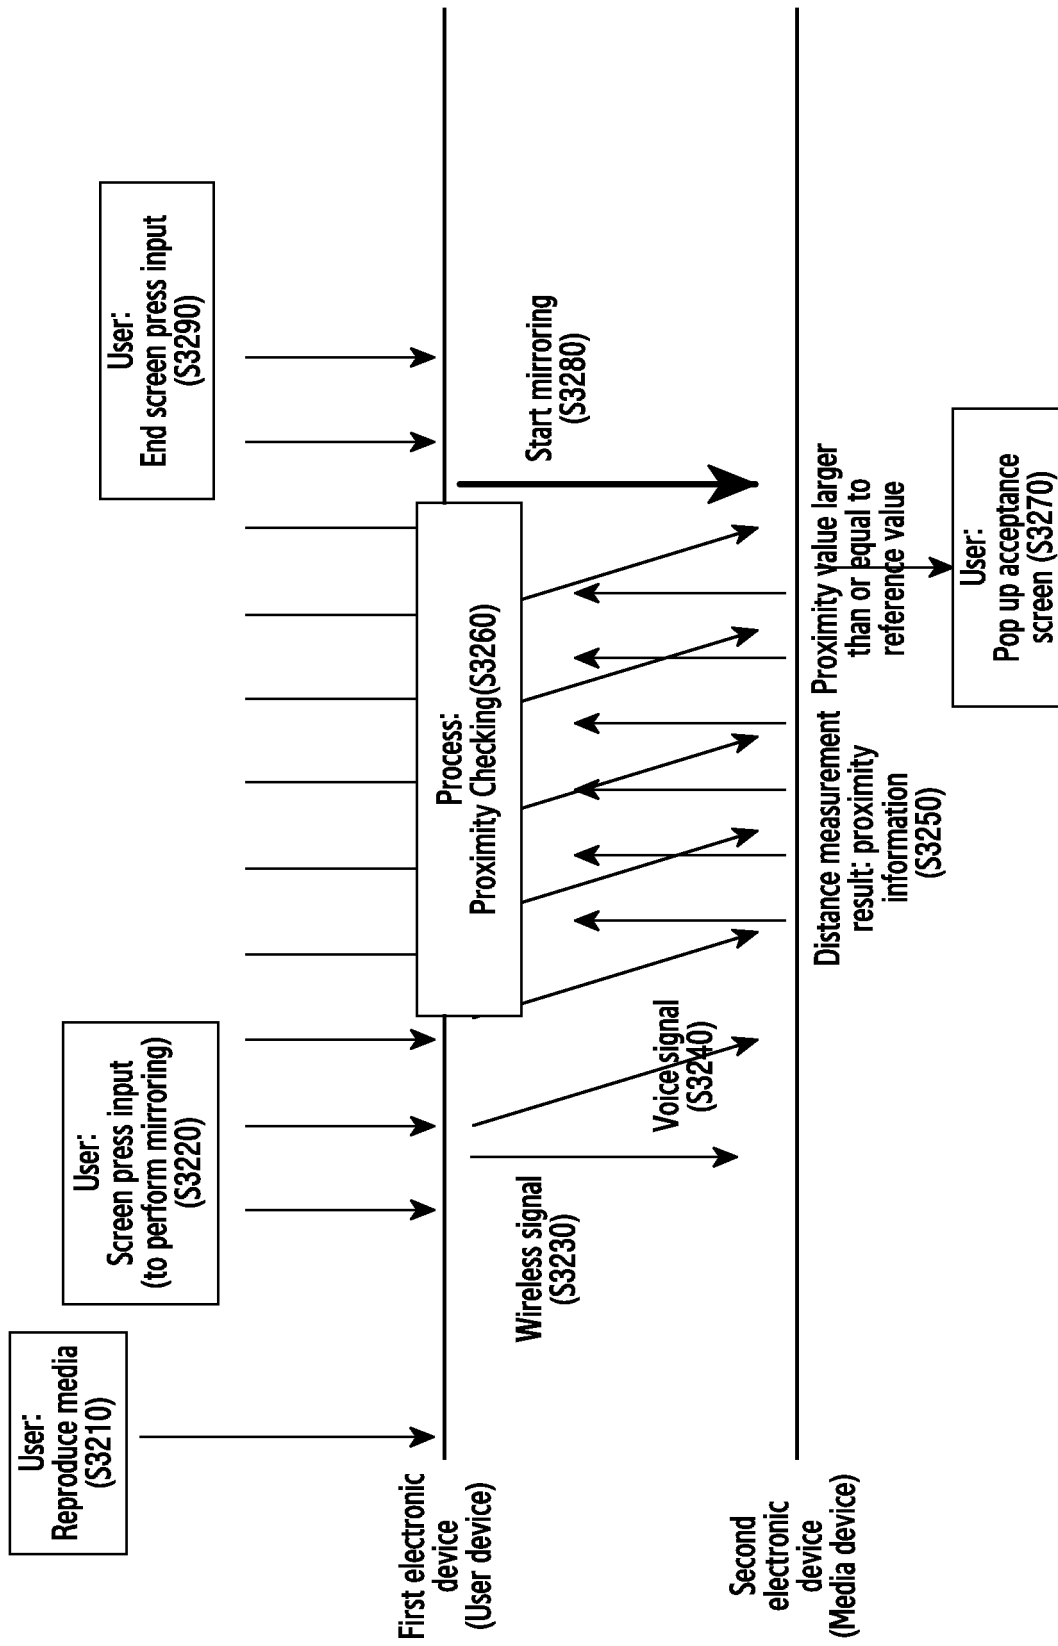 User:
Reproduce media
(S3210)
User:
Screen press input
(to perform mirroring)
(S3220)
User:
End screen press input
(S3290)
First electronic
device
(User device)
Process:
Proximity Checking(S3260)
Wireless signal
(S3230)
Voice signal
(S3240)
Start mirroring
(S3280)
Second
electronic
device
(Media device)
Distance measurement
result: proximity
information
(S3250)
Proximity value larger
than or equal to
reference value
User:
Pop up acceptance
screen (S3270)